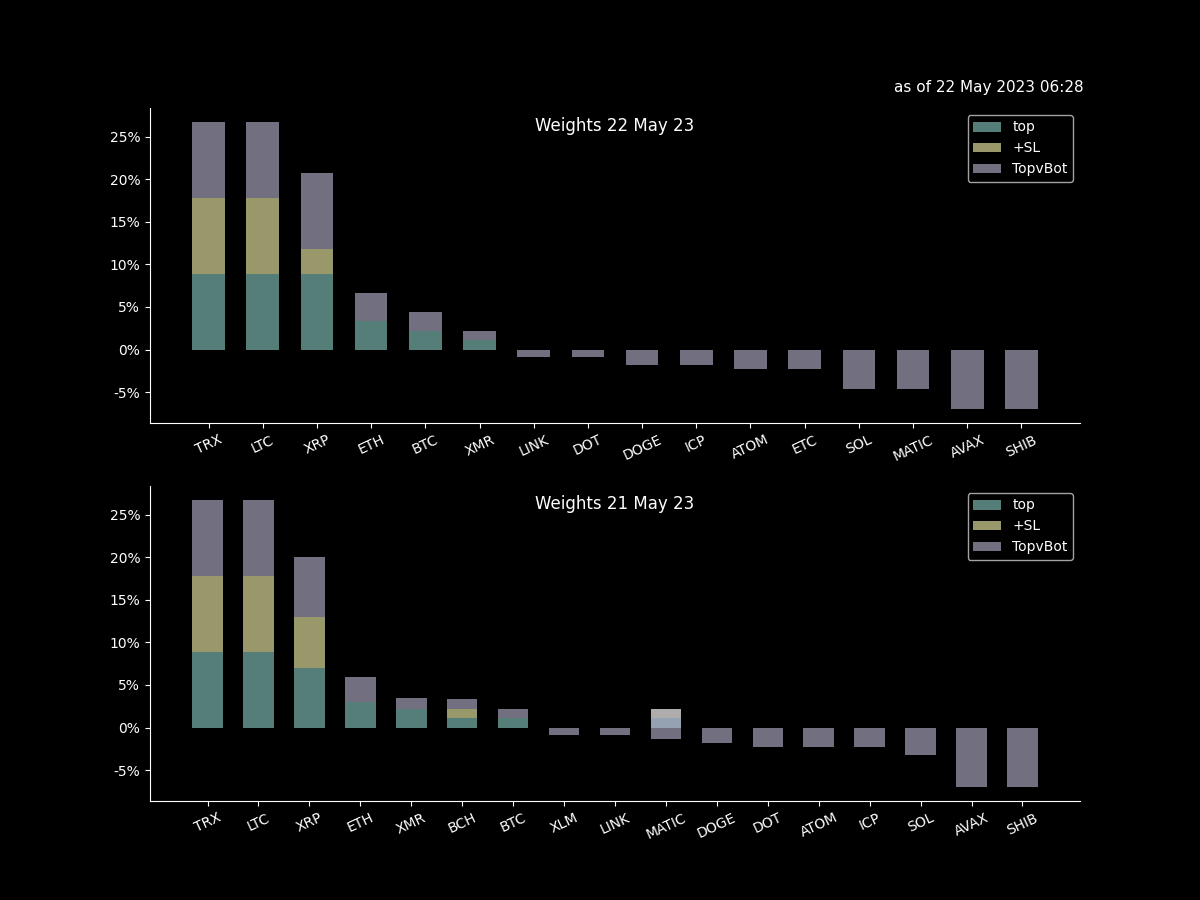 as of 22 May 2023 06:28
Weights 22 May 23
top
+SL
TopvBot
25%
20%
15%
10%
5%
0%
-5%
TRX LTC XRP ETH BTC XMR LINK DOT DOGE ICP ATOM ETC SOL MATIC AVAX SHIB
Weights 21 May 23
top
+SL
TopvBot
25%
20%
15%
10%
5%
0%
-5%
TRX LTC XRP ETH XMR BCH BTC XLM LINK MATIC DOGE DOT ATOM ICP SOL AVAX SHIB